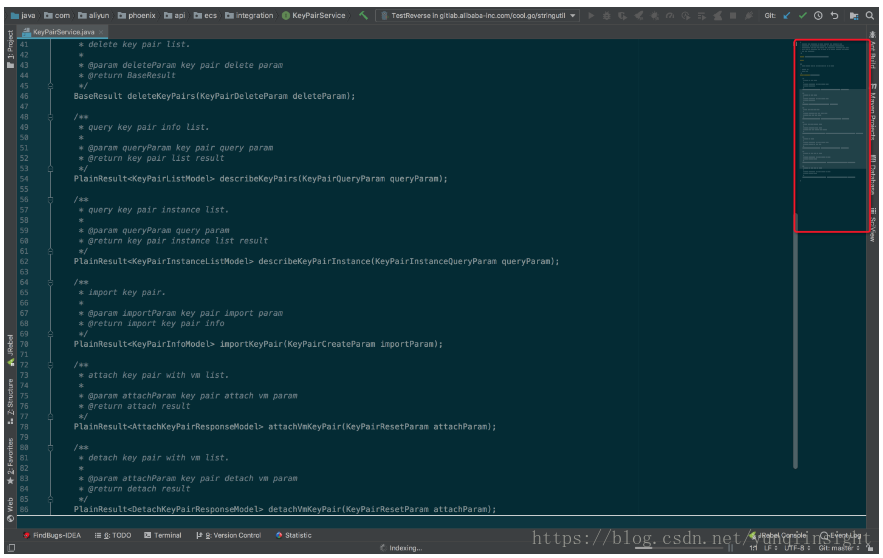 java com aliyun phoenix api ecs integration KeyPairService TestReverse in gitlab.alibaba-inc.com/cool.go/stringutil Git:
KeyPairService.java
41 * delete key pair list.
42 *
43 * @param deleteParam key pair delete param
44 * @return BaseResult
45 */
46 BaseResult deleteKeyPairs(KeyPairDeleteParam deleteParam);
47
48 /**
49 * query key pair info list.
50 *
51 * @param queryParam key pair query param
52 * @return key pair list result
53 */
54 PlainResult<KeyPairListModel> describeKeyPairs(KeyPairQueryParam queryParam);
55
56 /**
57 * query key pair instance list.
58 *
59 * @param queryParam query param
60 * @return key pair instance list result
61 */
62 PlainResult<KeyPairInstanceListModel> describeKeyPairInstance(KeyPairInstanceQueryParam queryParam);
63
64 /**
65 * import key pair.
66 *
67 * @param importParam key pair import param
68 * @return import key pair info
69 */
70 PlainResult<KeyPairInfoModel> importKeyPair(KeyPairCreateParam importParam);
71
72 /**
73 * attach key pair with vm list.
74 *
75 * @param attachParam key pair attach vm param
76 * @return attach result
77 */
78 PlainResult<AttachKeyPairResponseModel> attachVmKeyPair(KeyPairResetParam attachParam);
79
80 /**
81 * detach key pair with vm list.
82 *
83 * @param attachParam key pair detach vm param
84 * @return detach result
85 */
86 PlainResult<DetachKeyPairResponseModel> detachVmKeyPair(KeyPairResetParam attachParam);
1: Project
JRebel
Z: Structure
2: Favorites
Web
Ant Build
Maven Projects
Database
SciView
FindBugs-IDEA 6: TODO Terminal 9: Version Control Statistic JRebel Console Event Log
Indexing... 1:1 LF UTF-8 Git: master
https://blog.csdn.net/yunqiinsight